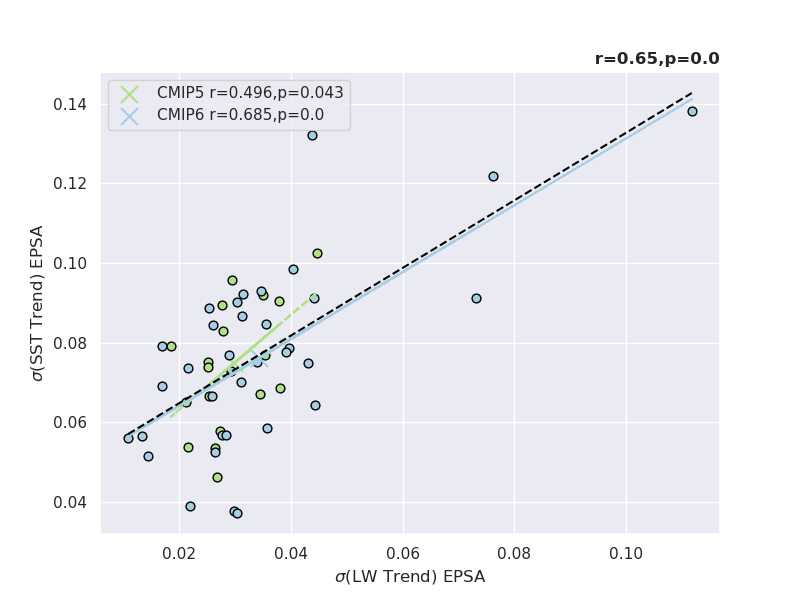 r=0.65,p=0.0
CMIP5 r=0.496,p=0.043
CMIP6 r=0.685,p=0.0
0.14
0.12
0.10
0.08
0.06
0.04
σ(SST Trend) EPSA
0.02 0.04 0.06 0.08 0.10
σ(LW Trend) EPSA